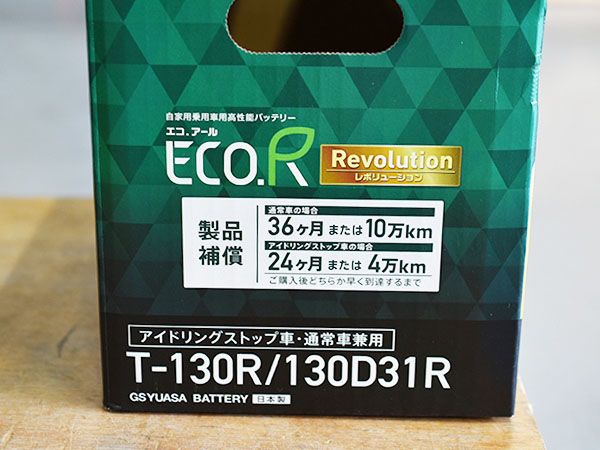 自家用乗用車用高性能バッテリー
エコ.アール
ECO.R
Revolution
レボリューション
製品
補償
通常車の場合
36ヶ月 または 10万km
アイドリングストップ車の場合
24ヶ月 または 4万km
ご購入後どちらか早く到達するまで
アイドリングストップ車・通常車兼用
T-130R/130D31R
GSYUASA BATTERY 日本製